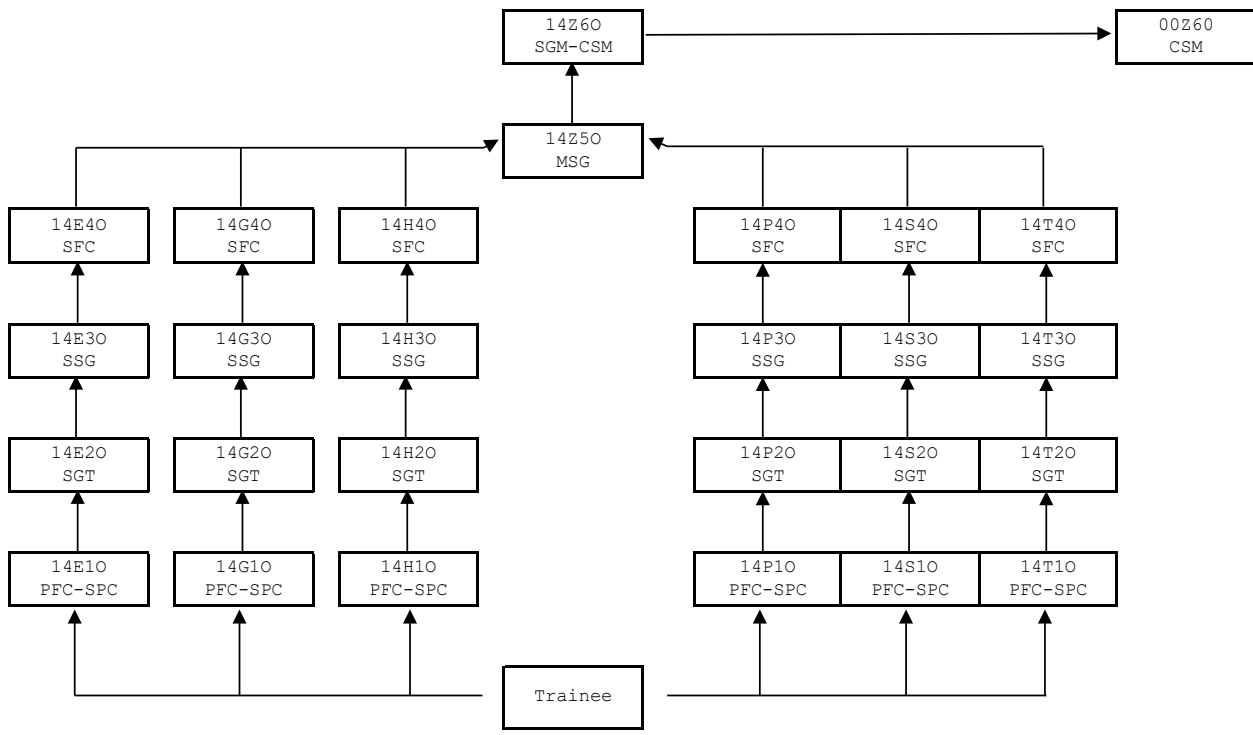 14Z6O
SGM-CSM
00Z60
CSM
14Z5O
MSG
14E4O
SFC
14G4O
SFC
14H4O
SFC
14P4O
SFC
14S4O
SFC
14T4O
SFC
14E3O
SSG
14G3O
SSG
14H3O
SSG
14P3O
SSG
14S3O
SSG
14T3O
SSG
14E2O
SGT
14G2O
SGT
14H2O
SGT
14P2O
SGT
14S2O
SGT
14T2O
SGT
14E1O
PFC-SPC
14G1O
PFC-SPC
14H1O
PFC-SPC
14P1O
PFC-SPC
14S1O
PFC-SPC
14T1O
PFC-SPC
Trainee